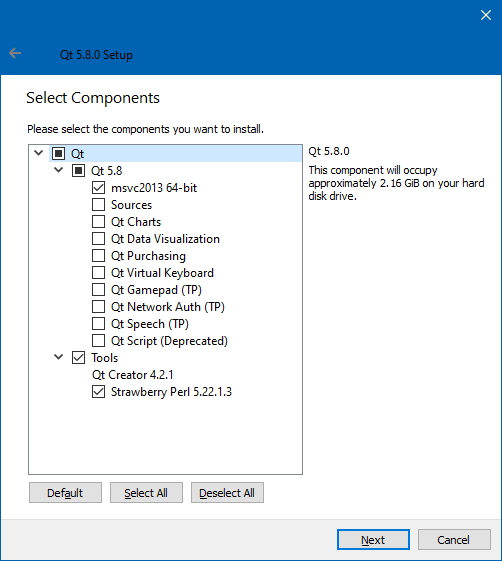 Qt 5.8.0 Setup
Select Components
Please select the components you want to install.
Qt
Qt 5.8
msvc2013 64-bit
Sources
Qt Charts
Qt Data Visualization
Qt Purchasing
Qt Virtual Keyboard
Qt Gamepad (TP)
Qt Network Auth (TP)
Qt Speech (TP)
Qt Script (Deprecated)
Tools
Qt Creator 4.2.1
Strawberry Perl 5.22.1.3
Qt 5.8.0
This component will occupy
approximately 2.16 GiB on your hard
disk drive.
Default
Select All
Deselect All
Next
Cancel